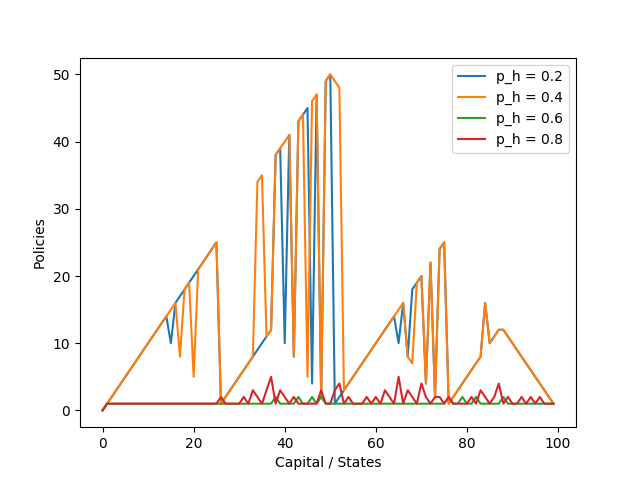 p_h = 0.2
p_h = 0.4
p_h = 0.6
p_h = 0.8
50
40
30
20
10
0
Policies
0 20 40 60 80 100
Capital / States